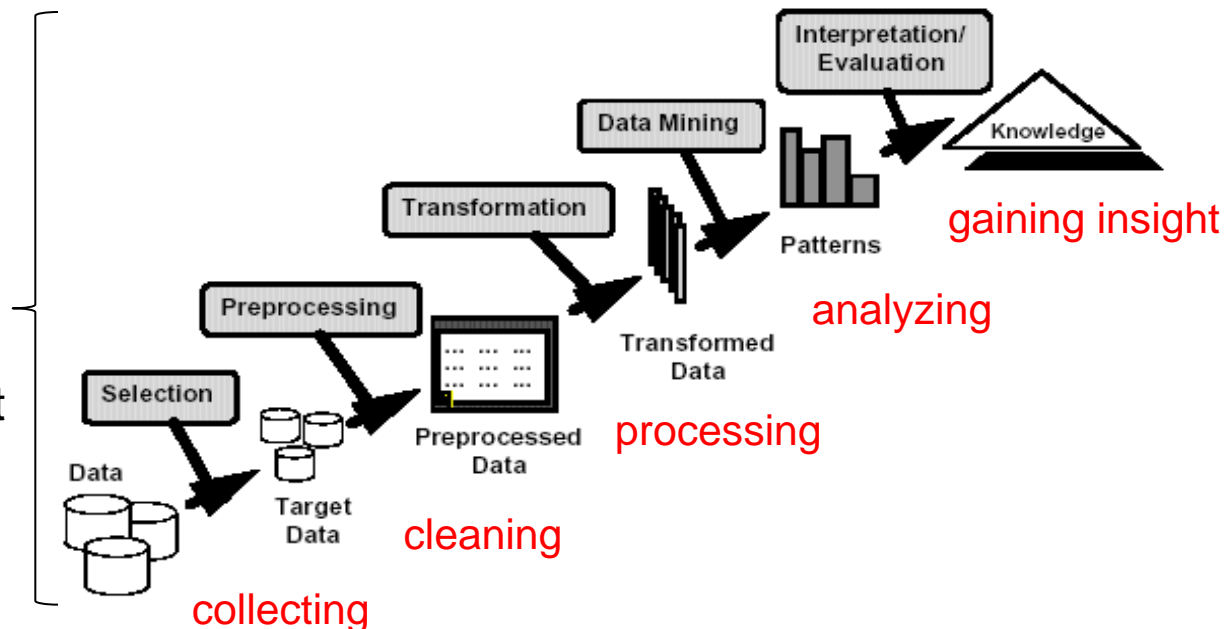 Interpretation/
Evaluation
Knowledge
gaining insight
Data Mining
Patterns
analyzing
Transformation
Transformed
Data
processing
Preprocessing
... ... ...
... ... ...
... ... ...
Preprocessed
Data
cleaning
Selection
t
Data
Target
Data
collecting